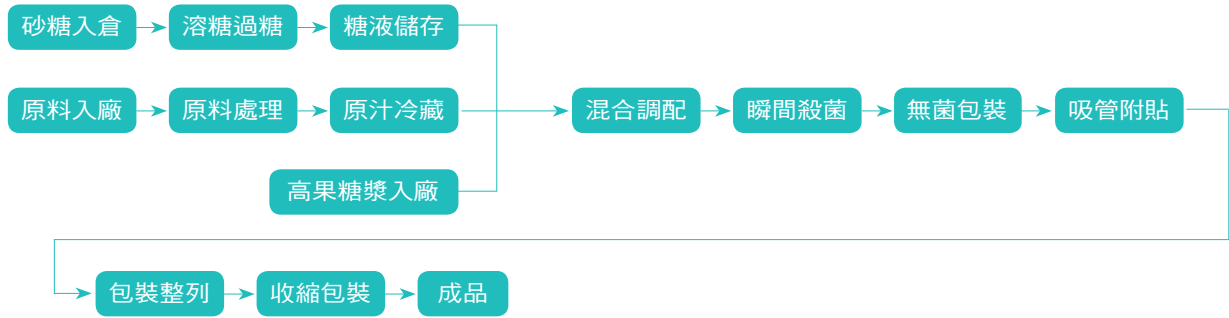 砂糖入倉
溶糖過糖
糖液儲存
原料入廠
原料處理
原汁冷藏
混合調配
瞬間殺菌
無菌包裝
吸管附貼
高果糖漿入廠
包裝整列
收縮包裝
成品